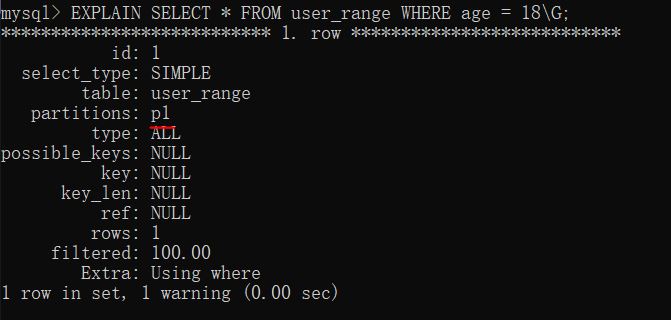 mysql> EXPLAIN SELECT * FROM user_range WHERE age = 18\G;
*************************** 1. row ***************************
id: 1
select_type: SIMPLE
table: user_range
partitions: p1
type: ALL
possible_keys: NULL
key: NULL
key_len: NULL
ref: NULL
rows: 1
filtered: 100.00
Extra: Using where
1 row in set, 1 warning (0.00 sec)